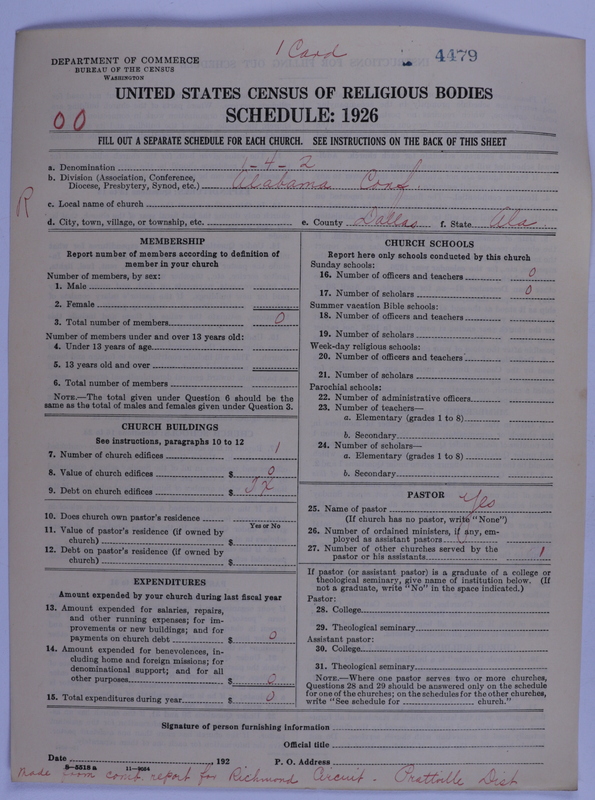 1 Card
4479
DEPARTMENT OF COMMERCE
BUREAU OF THE CENSUS
WASHINGTON
UNITED STATES CENSUS OF RELIGIOUS BODIES
00
SCHEDULE: 1926
FILL OUT A SEPARATE SCHEDULE FOR EACH CHURCH. SEE INSTRUCTIONS ON THE BACK OF THIS SHEET
a. Denomination 1-4-2
b. Division (Association, Conference,
Diocese, Presbytery, Synod, etc.) Alabama Conf.
R
c. Local name of church
d. City, town, village, or township, etc. e. County Dallas f. State Ala
MEMBERSHIP
Report number of members according to definition of
member in your church
Number of members, by sex:
1. Male
2. Female
3. Total number of members 0
Number of members under and over 13 years old:
4. Under 13 years of age
5. 13 years old and over
6. Total number of members
NOTE.—The total given under Question 6 should be the
same as the total of males and females given under Question 3.
CHURCH BUILDINGS
See instructions, paragraphs 10 to 12
7. Number of church edifices 1
8. Value of church edifices $ 0
9. Debt on church edifices $
10. Does church own pastor's residence
Yes or No
11. Value of pastor's residence (if owned by
church) $
12. Debt on pastor's residence (if owned by
church) $
EXPENDITURES
Amount expended by your church during last fiscal year
13. Amount expended for salaries, repairs,
and other running expenses; for im-
provements or new buildings; and for
payments on church debt $ 0
14. Amount expended for benevolences, in-
cluding home and foreign missions; for
denominational support; and for all
other purposes $ 0
15. Total expenditures during year $ 0
CHURCH SCHOOLS
Report here only schools conducted by this church
Sunday schools:
16. Number of officers and teachers 0
17. Number of scholars 0
Summer vacation Bible schools:
18. Number of officers and teachers
19. Number of scholars
Week-day religious schools:
20. Number of officers and teachers
21. Number of scholars
Parochial schools:
22. Number of administrative officers
23. Number of teachers—
a. Elementary (grades 1 to 8)
b. Secondary
24. Number of scholars—
a. Elementary (grades 1 to 8)
b. Secondary
PASTOR
25. Name of pastor Yes
(If church has no pastor, write "None")
26. Number of ordained ministers, if any, em-
ployed as assistant pastors
27. Number of other churches served by the
pastor or his assistants 1
If pastor (or assistant pastor) is a graduate of a college or
theological seminary, give name of institution below. (If
not a graduate, write "No" in the space indicated.)
Pastor:
28. College
29. Theological seminary
Assistant pastor:
30. College
31. Theological seminary
NOTE.—Where one pastor serves two or more churches,
Questions 28 and 29 should be answered only on the schedule
for one of the churches; on the schedules for the other churches,
write "See schedule for church."
Signature of person furnishing information
Official title
Date , 192 P. O. Address
8—5518 a 11—9034
Made from comb. report for Richmond Circuit - Prattville Dist